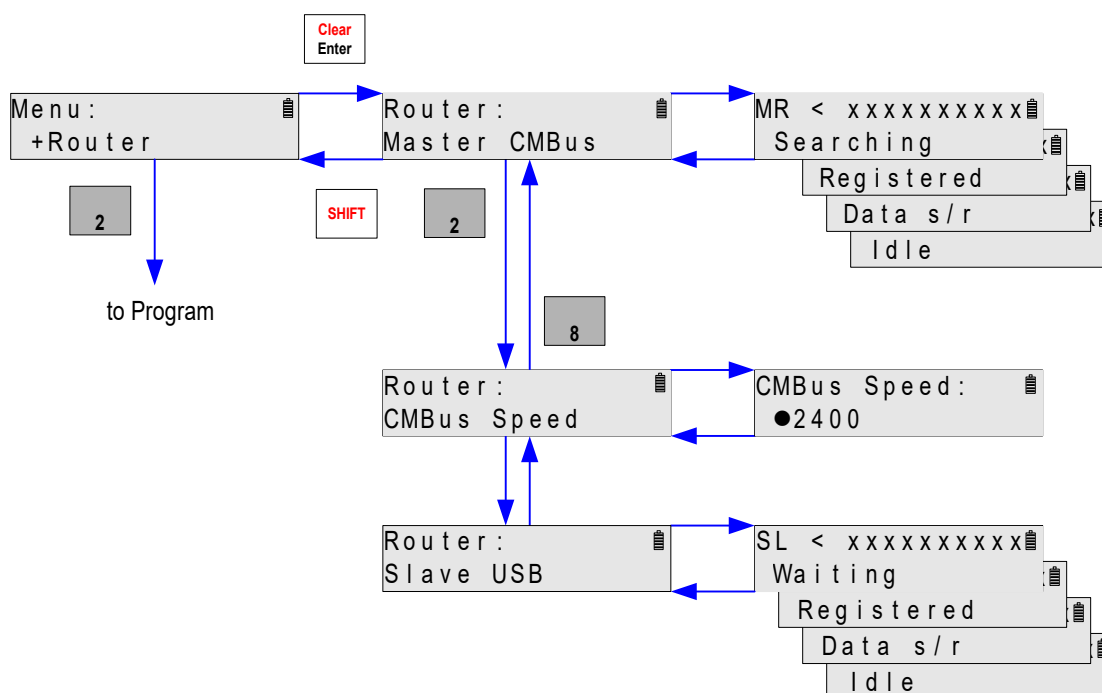 Clear
Enter
Menu:
+Router
Router:
Master CMBus
MR < xxxxxxxxxx
Searching
x
Registered
x
Data s/r
x
Idle
2
SHIFT
2
to Program
8
Router:
CMBus Speed
CMBus Speed:
●2400
Router:
Slave USB
SL < xxxxxxxxxx
Waiting
Registered
x
Data s/r
Idle